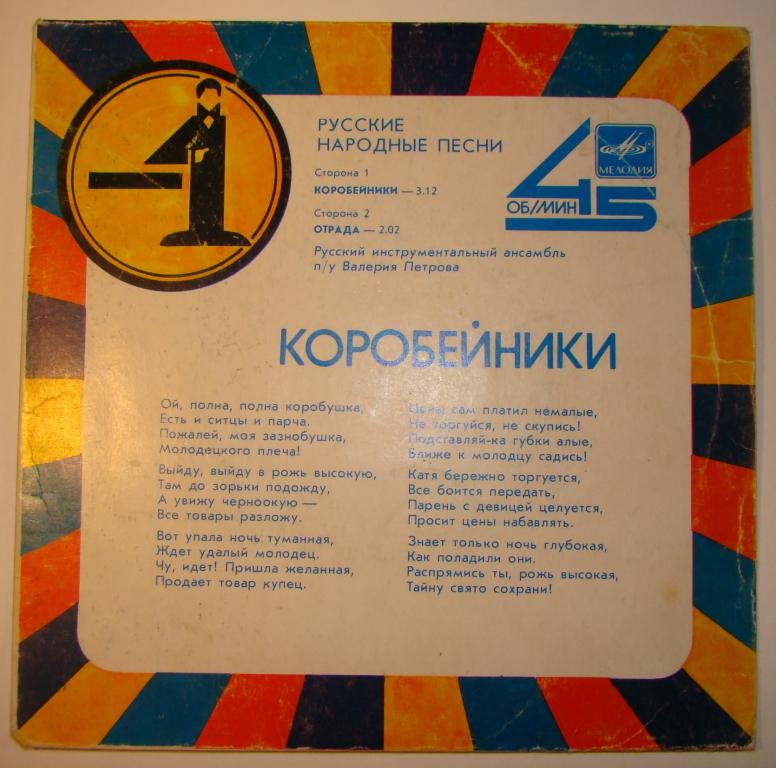 РУССКИЕ
НАРОДНЫЕ ПЕСНИ
Сторона 1
КОРОБЕЙНИКИ — 3.12
Сторона 2
ОТРАДА — 2.02
Русский инструментальный ансамбль
п/у Валерия Петрова
45
ОБ/МИН
МЕЛОДИЯ
КОРОБЕЙНИКИ
Ой, полна, полна коробушка,
Есть и ситцы и парча.
Пожалей, моя зазнобушка,
Молодецкого плеча!
Выйду, выйду в рожь высокую,
Там до зорьки подожду,
А увижу черноокую —
Все товары разложу.
Вот упала ночь туманная,
Ждет удалый молодец.
Чу, идет! Пришла желанная,
Продает товар купец.
Цены сам платил немалые,
Не торгуйся, не скупись!
Подставляй-ка губки алые,
Ближе к молодцу садись!
Катя бережно торгуется,
Все боится передать,
Парень с девицей целуется,
Просит цены набавлять.
Знает только ночь глубокая,
Как поладили они.
Распрямись ты, рожь высокая,
Тайну свято сохрани!